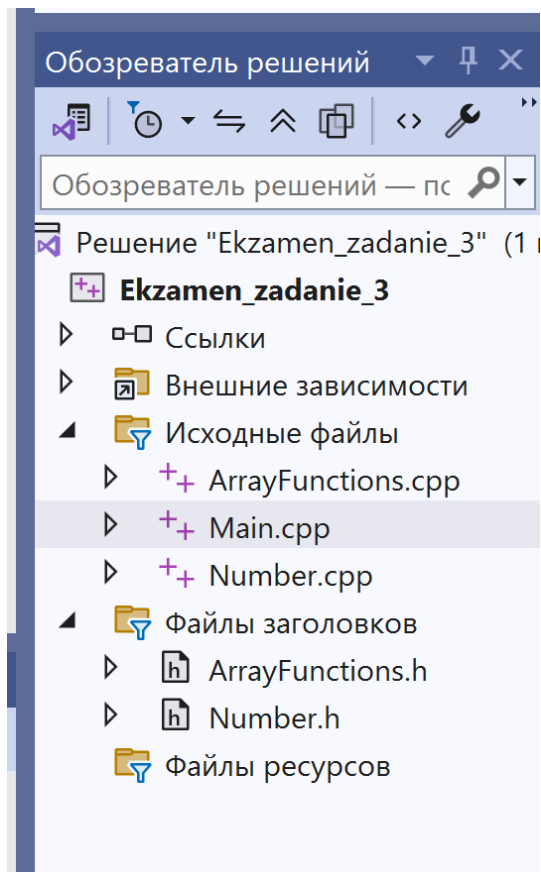 Обозреватель решений
Обозреватель решений — пс
Решение "Ekzamen_zadanie_3" (1
Ekzamen_zadanie_3
Ссылки
Внешние зависимости
Исходные файлы
ArrayFunctions.cpp
Main.cpp
Number.cpp
Файлы заголовков
ArrayFunctions.h
Number.h
Файлы ресурсов